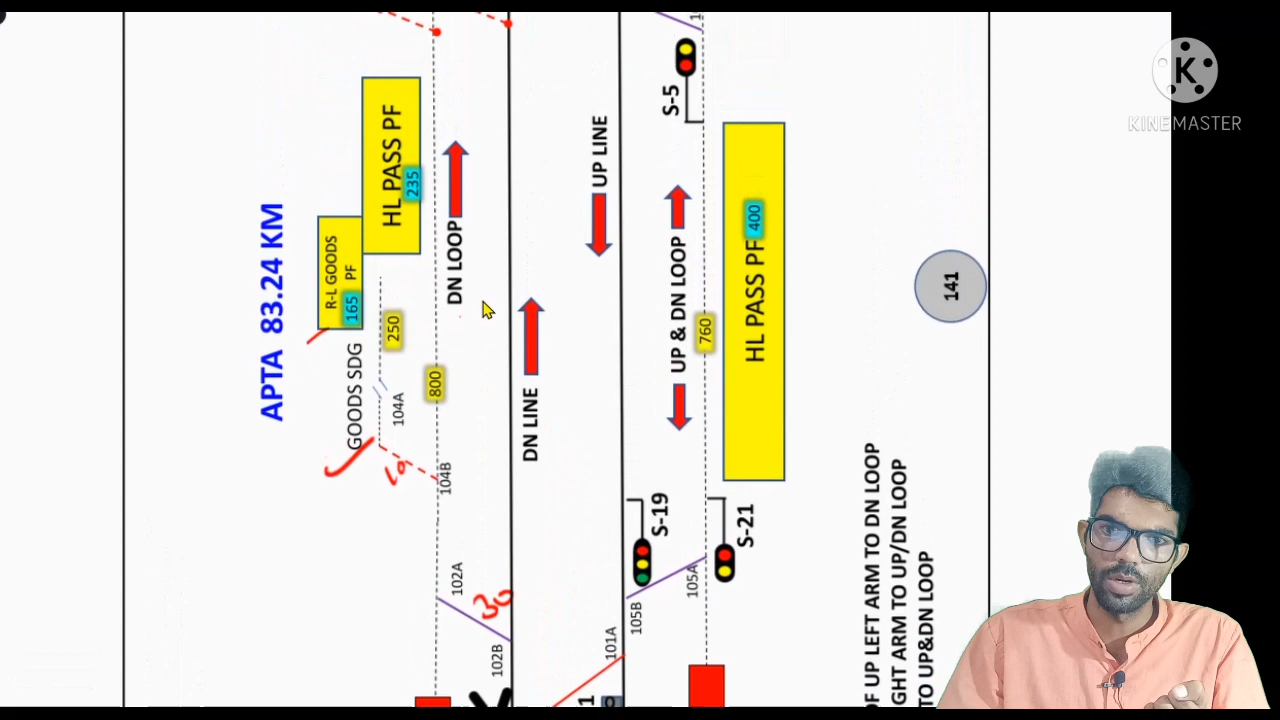 APTA 83.24 KM
R-L GOODS
PF
165
HL PASS PF
235
GOODS SDG
250
104A
10
104B
800
DN LOOP
102A
30
102B
DN LINE
UP LINE
101A
105B
105A
S-19
S-21
S-5
UP & DN LOOP
760
HL PASS PF
400
141
F UP LEFT ARM TO DN LOOP
GHT ARM TO UP/DN LOOP
TO UP&DN LOOP
K
KINEMASTER